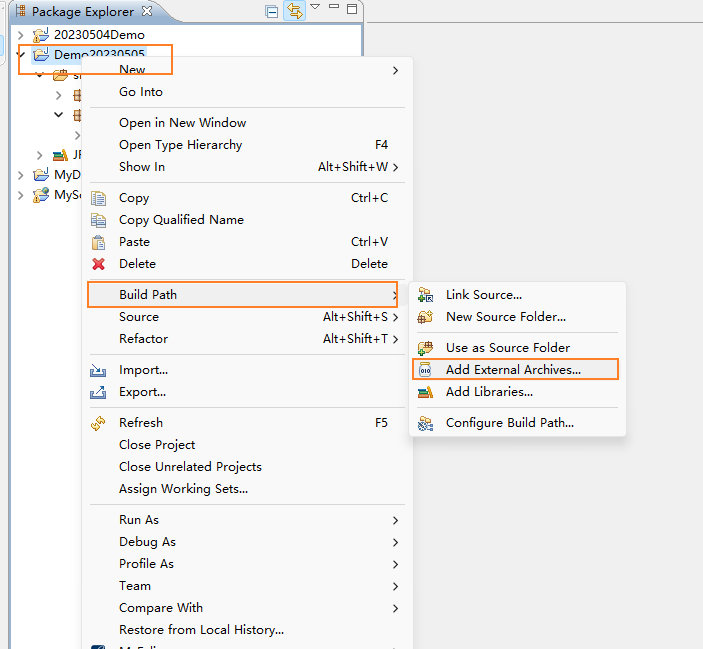 Package Explorer
20230504Demo
Demo20230505
New
Go Into
Open in New Window
Open Type Hierarchy F4
Show In Alt+Shift+W
Copy Ctrl+C
Copy Qualified Name
Paste Ctrl+V
Delete Delete
MyD
MySc
Build Path
Source Alt+Shift+S
Refactor Alt+Shift+T
Import...
Export...
Refresh F5
Close Project
Close Unrelated Projects
Assign Working Sets...
Run As
Debug As
Profile As
Team
Compare With
Restore from Local History...
Link Source...
New Source Folder...
Use as Source Folder
010
Add External Archives...
Add Libraries...
Configure Build Path...